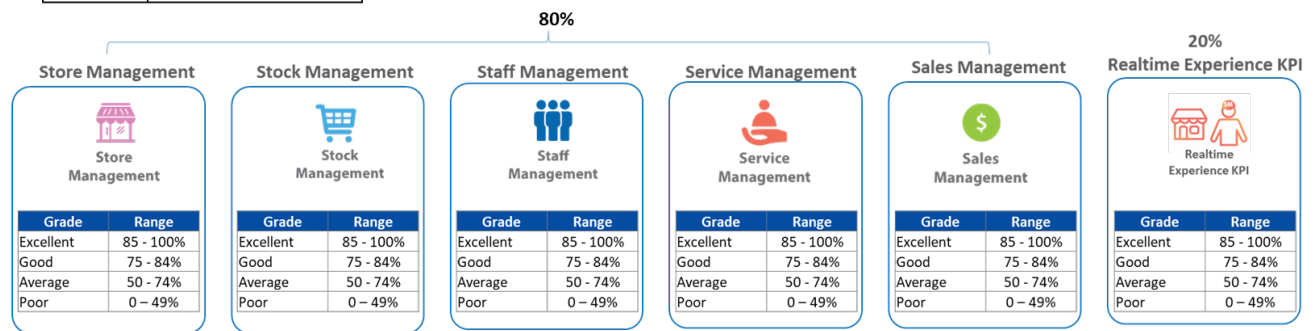 80%
20%
Store Management
Stock Management
Staff Management
Service Management
Sales Management
Realtime Experience KPI
Store
Management
Grade Range
Excellent 85 - 100%
Good 75 - 84%
Average 50 - 74%
Poor 0 – 49%
Stock
Management
Grade Range
Excellent 85 - 100%
Good 75 - 84%
Average 50 - 74%
Poor 0 – 49%
Staff
Management
Grade Range
Excellent 85 - 100%
Good 75 - 84%
Average 50 - 74%
Poor 0 – 49%
Service
Management
Grade Range
Excellent 85 - 100%
Good 75 - 84%
Average 50 - 74%
Poor 0 – 49%
$
Sales
Management
Grade Range
Excellent 85 - 100%
Good 75 - 84%
Average 50 - 74%
Poor 0 – 49%
Realtime
Experience KPI
Grade Range
Excellent 85 - 100%
Good 75 - 84%
Average 50 - 74%
Poor 0 – 49%